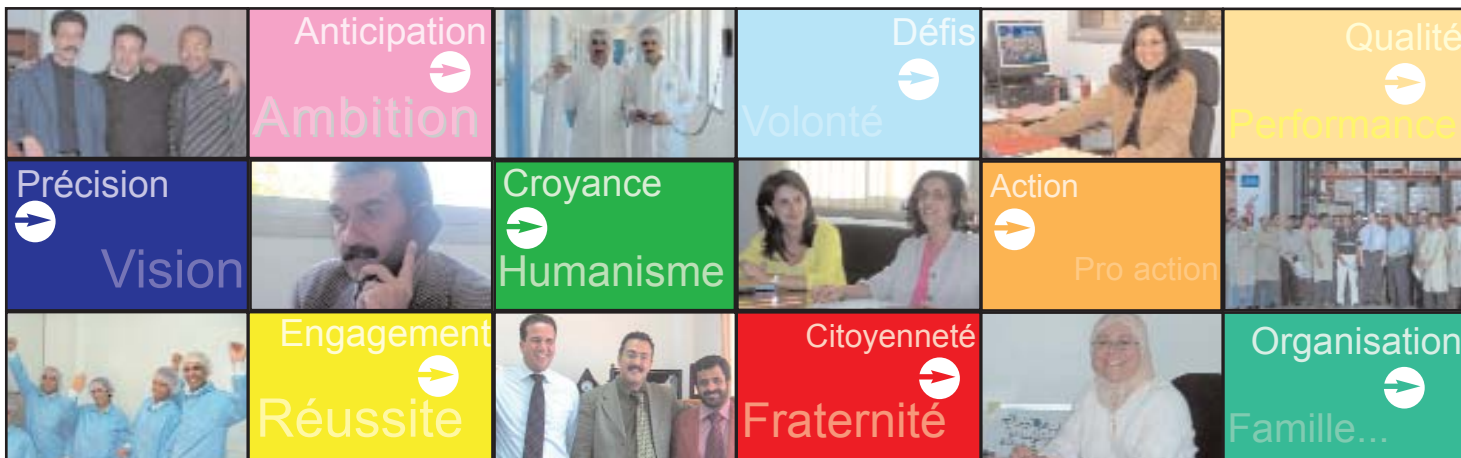 Anticipation
Ambition
Défis
Volonté
Qualité
Performance
Précision
Vision
Croyance
Humanisme
Action
Pro action
Engagement
Réussite
Citoyenneté
Fraternité
Organisation
Famille...